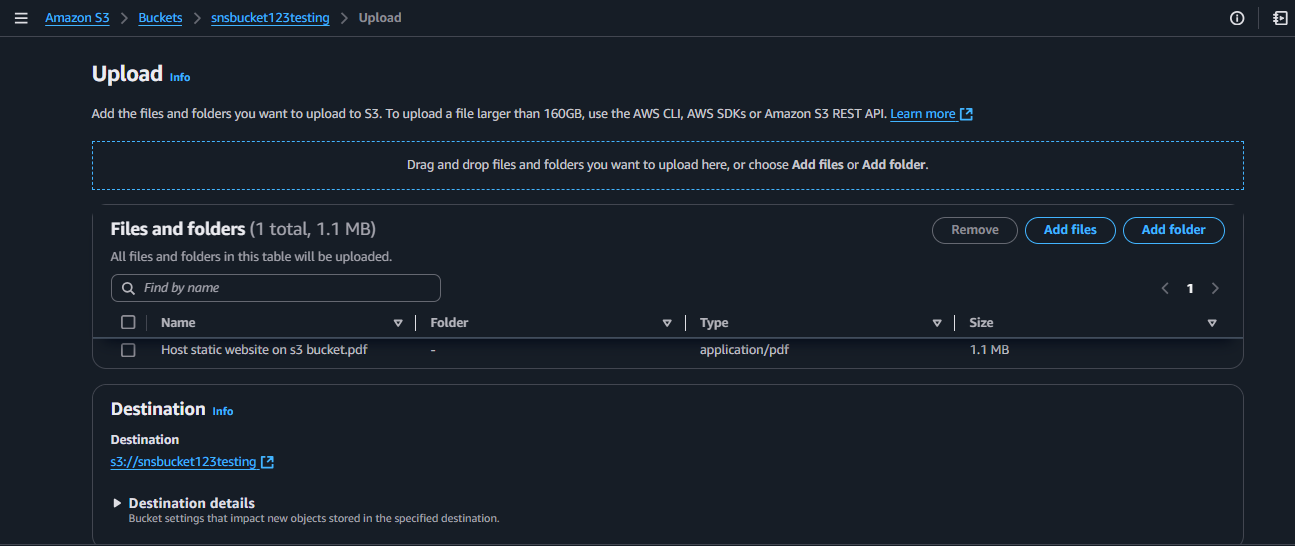 Amazon S3 > Buckets > snsbucket123testing > Upload
Upload Info
Add the files and folders you want to upload to S3. To upload a file larger than 160GB, use the AWS CLI, AWS SDKs or Amazon S3 REST API. Learn more
Drag and drop files and folders you want to upload here, or choose Add files or Add folder.
Files and folders (1 total, 1.1 MB) Remove Add files Add folder
All files and folders in this table will be uploaded.
Find by name < 1 >
Name Folder Type Size
Host static website on s3 bucket.pdf - application/pdf 1.1 MB
Destination Info
Destination
s3://snsbucket123testing
Destination details
Bucket settings that impact new objects stored in the specified destination.